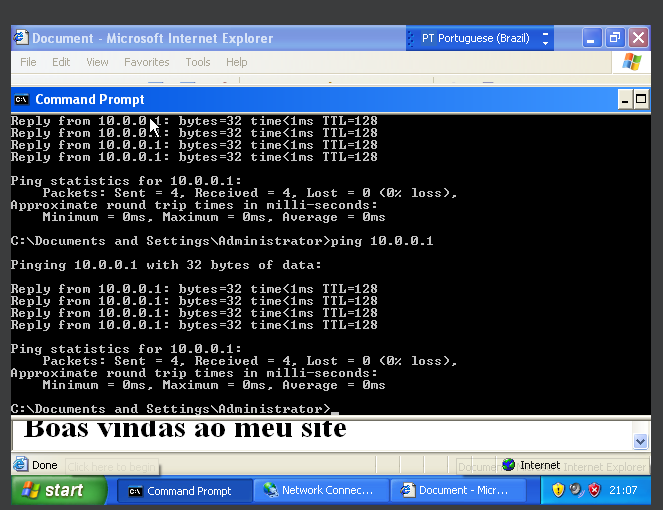 Document - Microsoft Internet Explorer
PT Portuguese (Brazil)
File Edit View Favorites Tools Help
Command Prompt
Reply from 10.0.0.1: bytes=32 time<1ms TTL=128
Reply from 10.0.0.1: bytes=32 time<1ms TTL=128
Reply from 10.0.0.1: bytes=32 time<1ms TTL=128
Reply from 10.0.0.1: bytes=32 time<1ms TTL=128
Ping statistics for 10.0.0.1:
Packets: Sent = 4, Received = 4, Lost = 0 (0% loss),
Approximate round trip times in milli-seconds:
Minimum = 0ms, Maximum = 0ms, Average = 0ms
C:\Documents and Settings\Administrator>ping 10.0.0.1
Pinging 10.0.0.1 with 32 bytes of data:
Reply from 10.0.0.1: bytes=32 time<1ms TTL=128
Reply from 10.0.0.1: bytes=32 time<1ms TTL=128
Reply from 10.0.0.1: bytes=32 time<1ms TTL=128
Reply from 10.0.0.1: bytes=32 time<1ms TTL=128
Ping statistics for 10.0.0.1:
Packets: Sent = 4, Received = 4, Lost = 0 (0% loss),
Approximate round trip times in milli-seconds:
Minimum = 0ms, Maximum = 0ms, Average = 0ms
C:\Documents and Settings\Administrator>_
Boas vindas ao meu site
Done Click here to begin Documen Internet Internet Explorer
start Command Prompt Network Connec... Document - Micr... 21:07